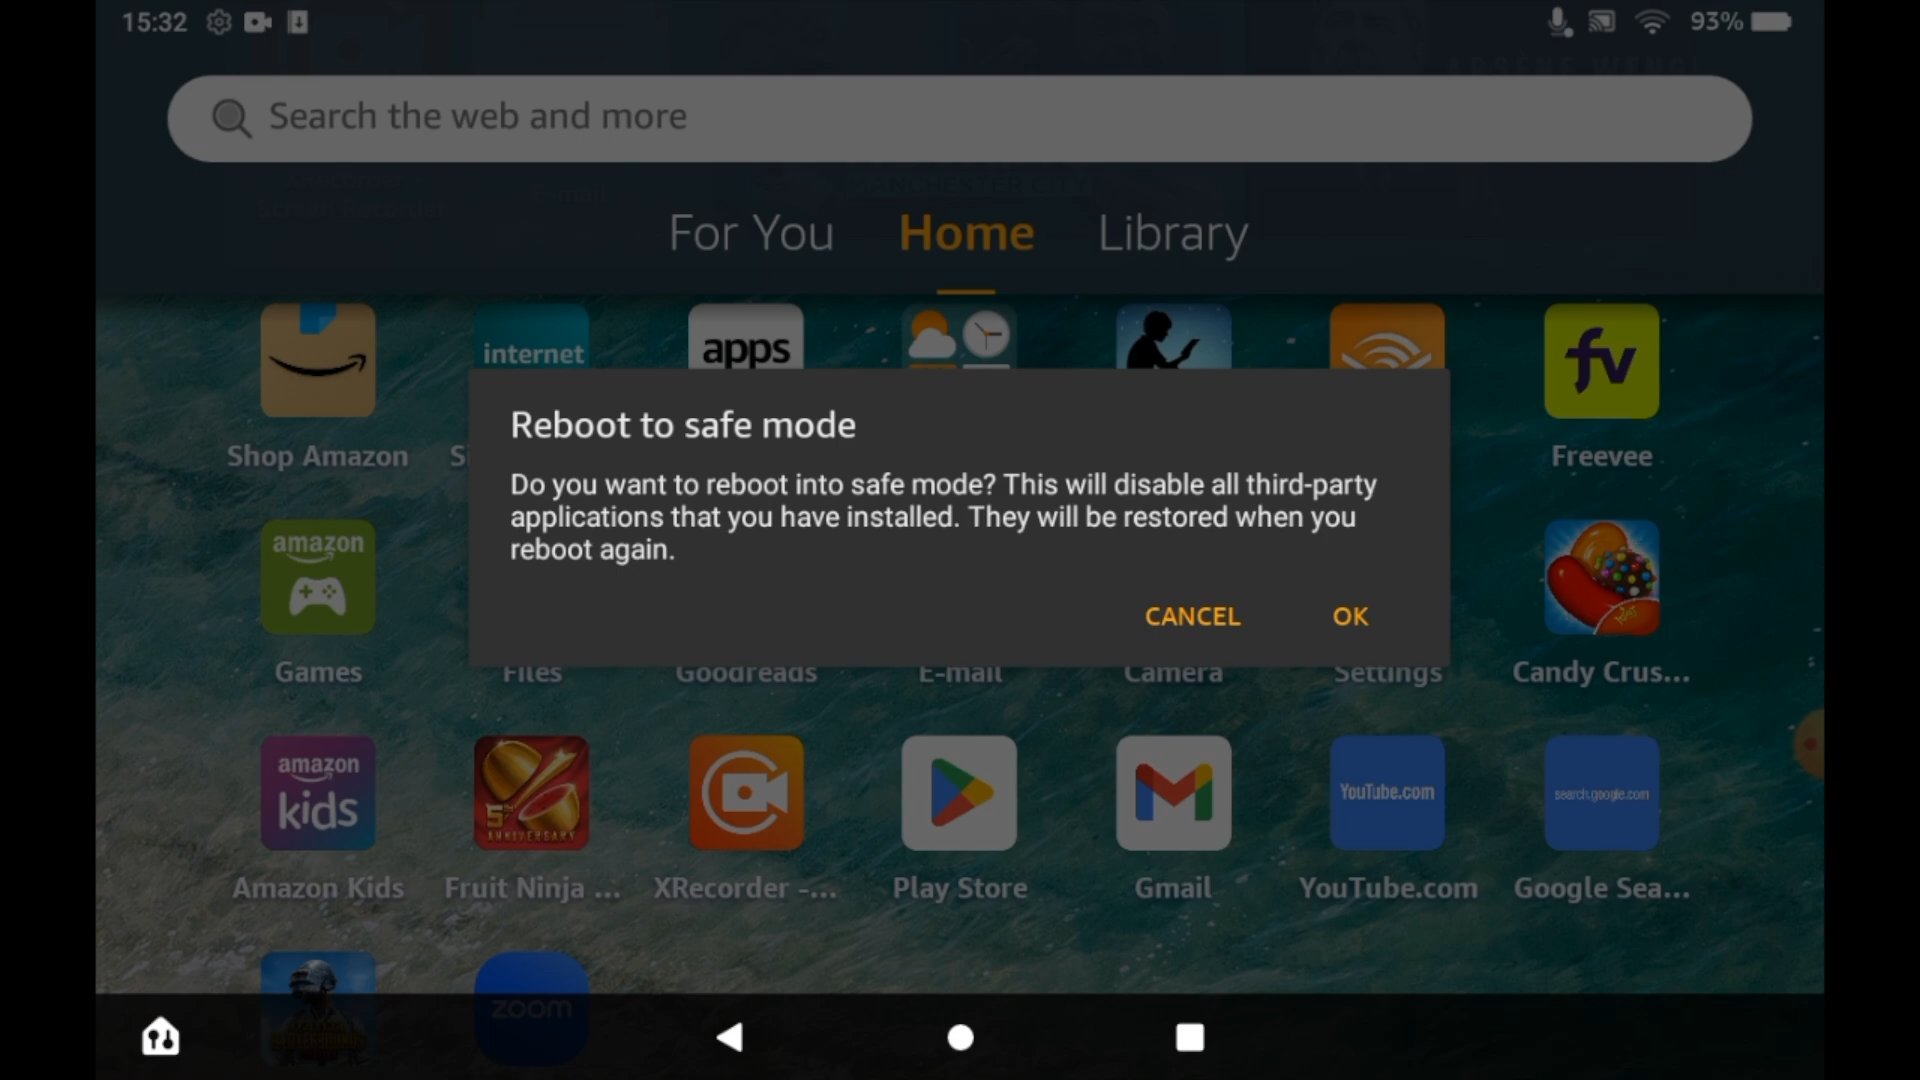 15:32
93%
Search the web and more
MANCHESTER CITY
For You Home Library
internet
apps
fv
Shop Amazon
Freevee
Reboot to safe mode
Do you want to reboot into safe mode? This will disable all third-party
applications that you have installed. They will be restored when you
reboot again.
CANCEL OK
amazon
Games Files Goodreads E-mail Camera Settings Candy Crus...
amazon
kids
5th
ANNIVERSARY
YouTube.com
search.google.com
Amazon Kids Fruit Ninja ... XRecorder -... Play Store Gmail YouTube.com Google Sea...
zoom